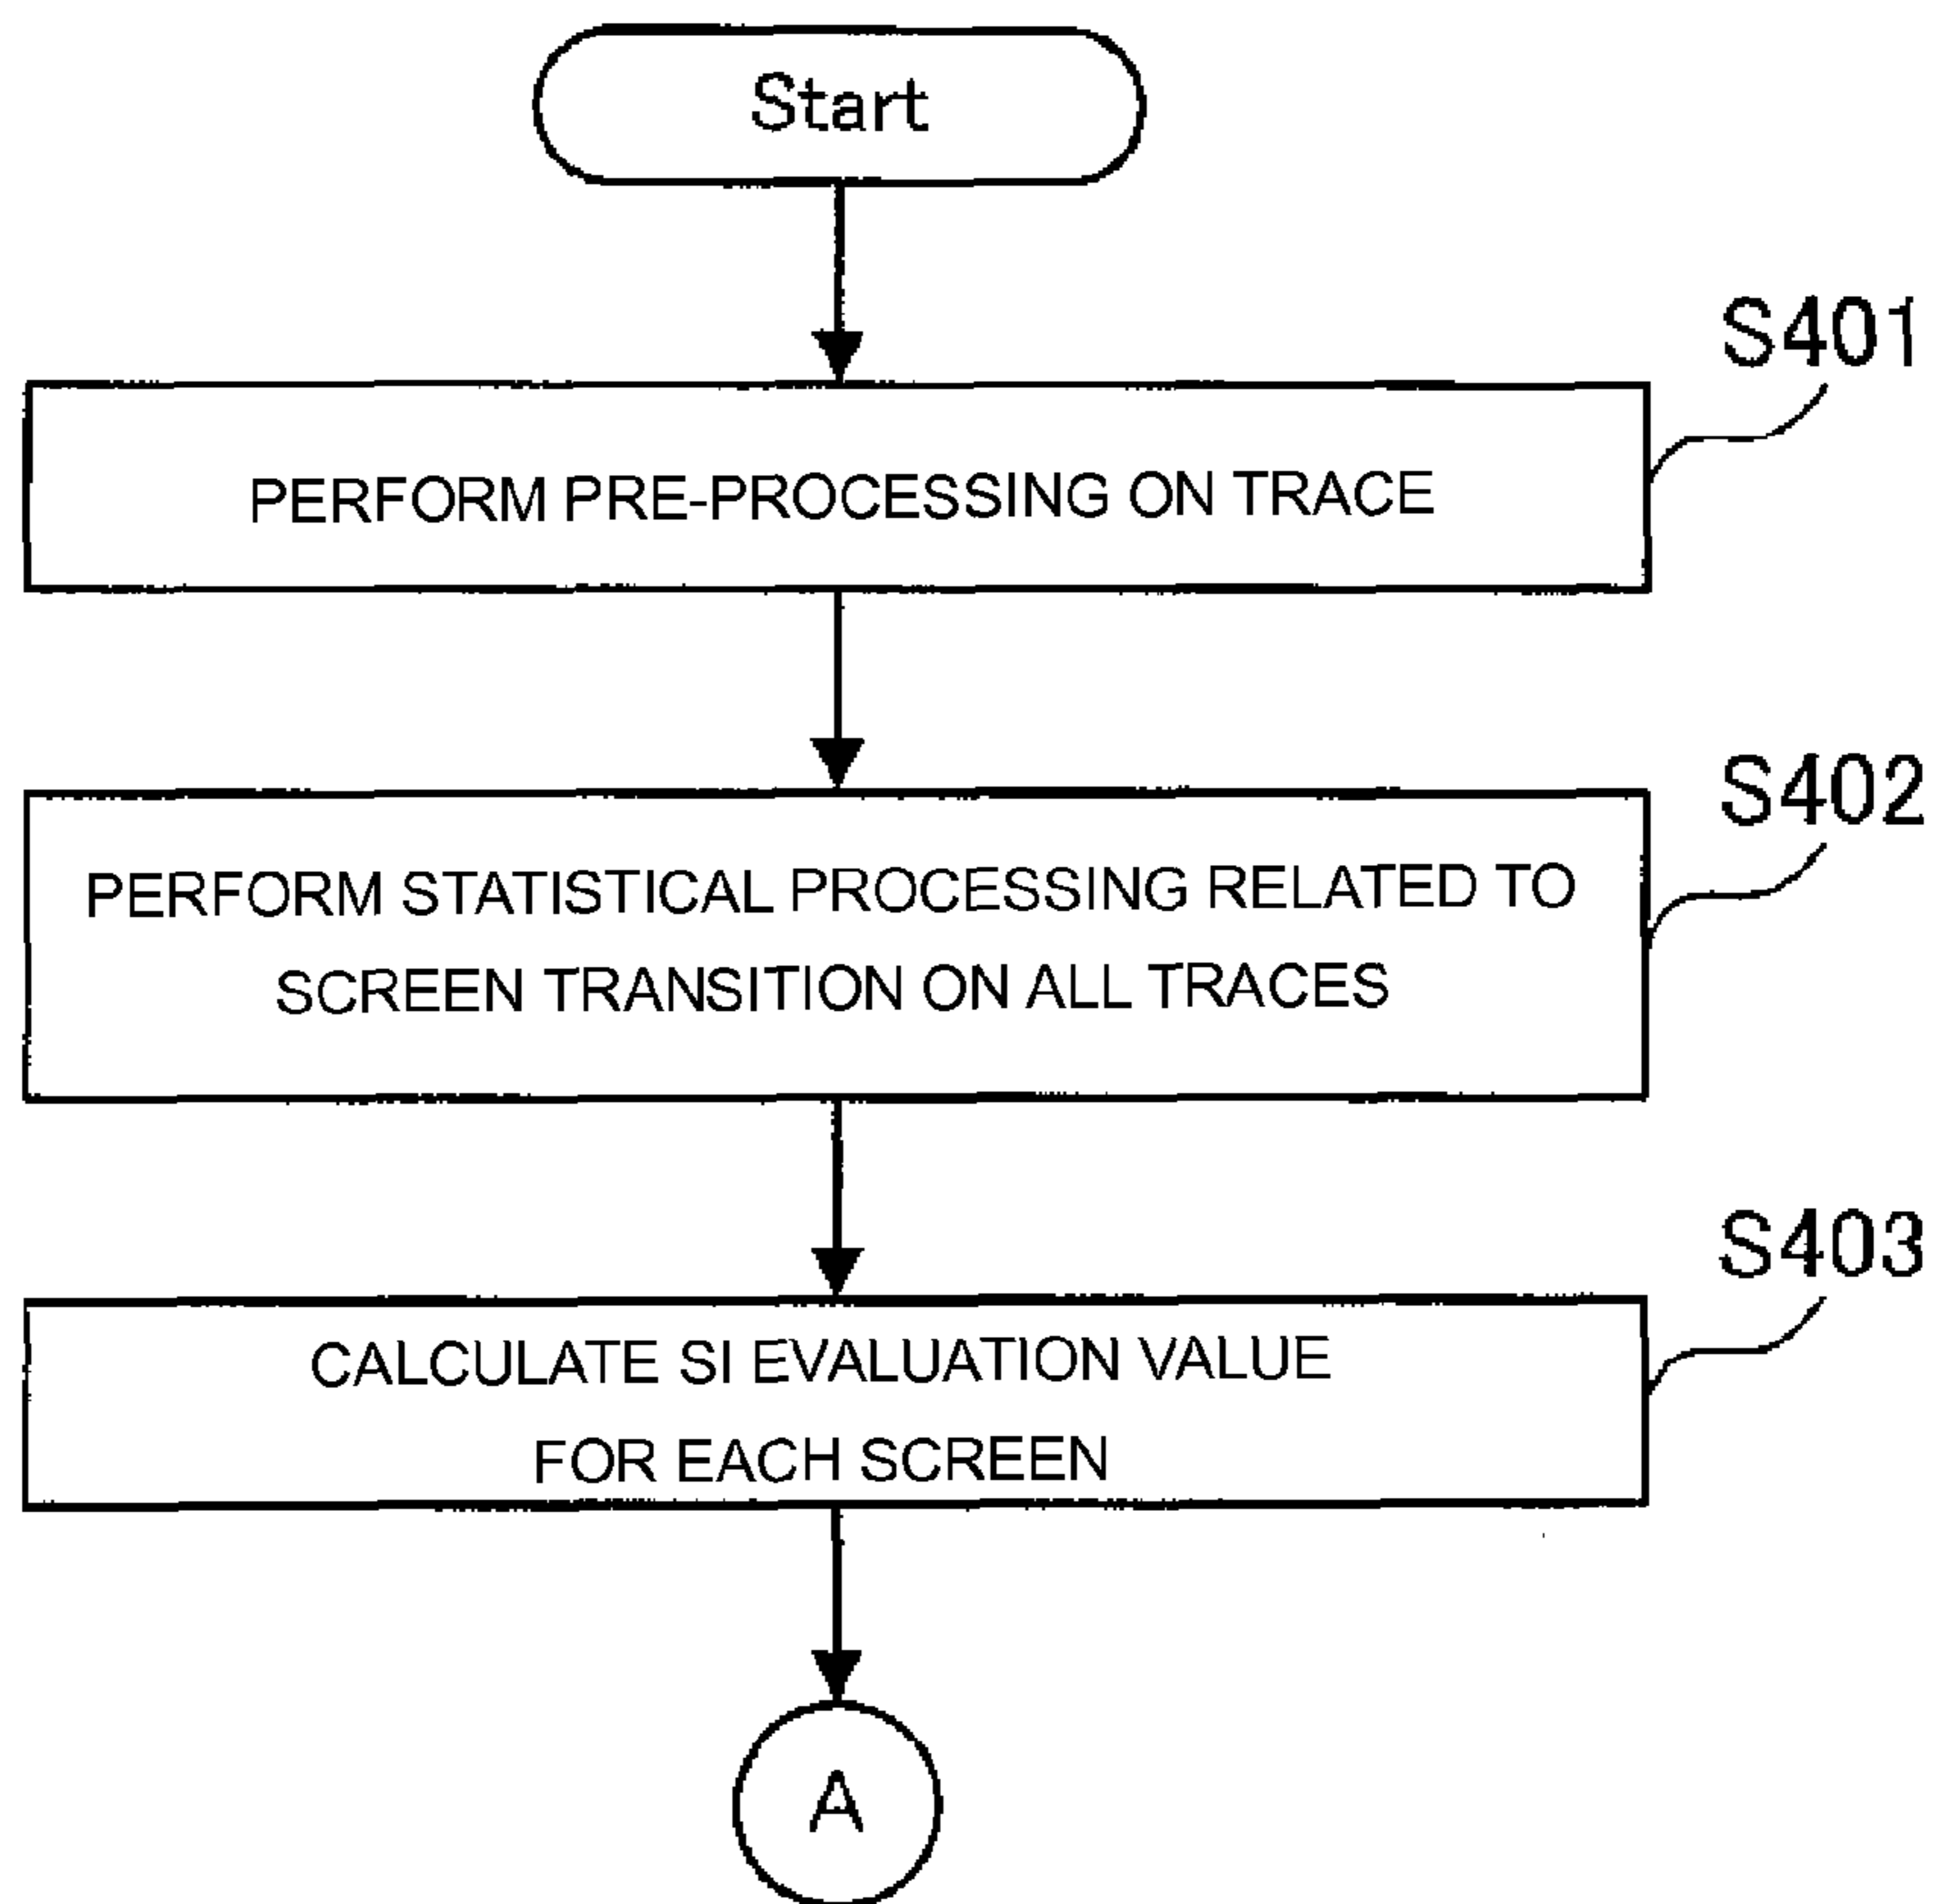 Start
S401
PERFORM PRE-PROCESSING ON TRACE
S402
PERFORM STATISTICAL PROCESSING RELATED TO
SCREEN TRANSITION ON ALL TRACES
S403
CALCULATE SI EVALUATION VALUE
FOR EACH SCREEN
A